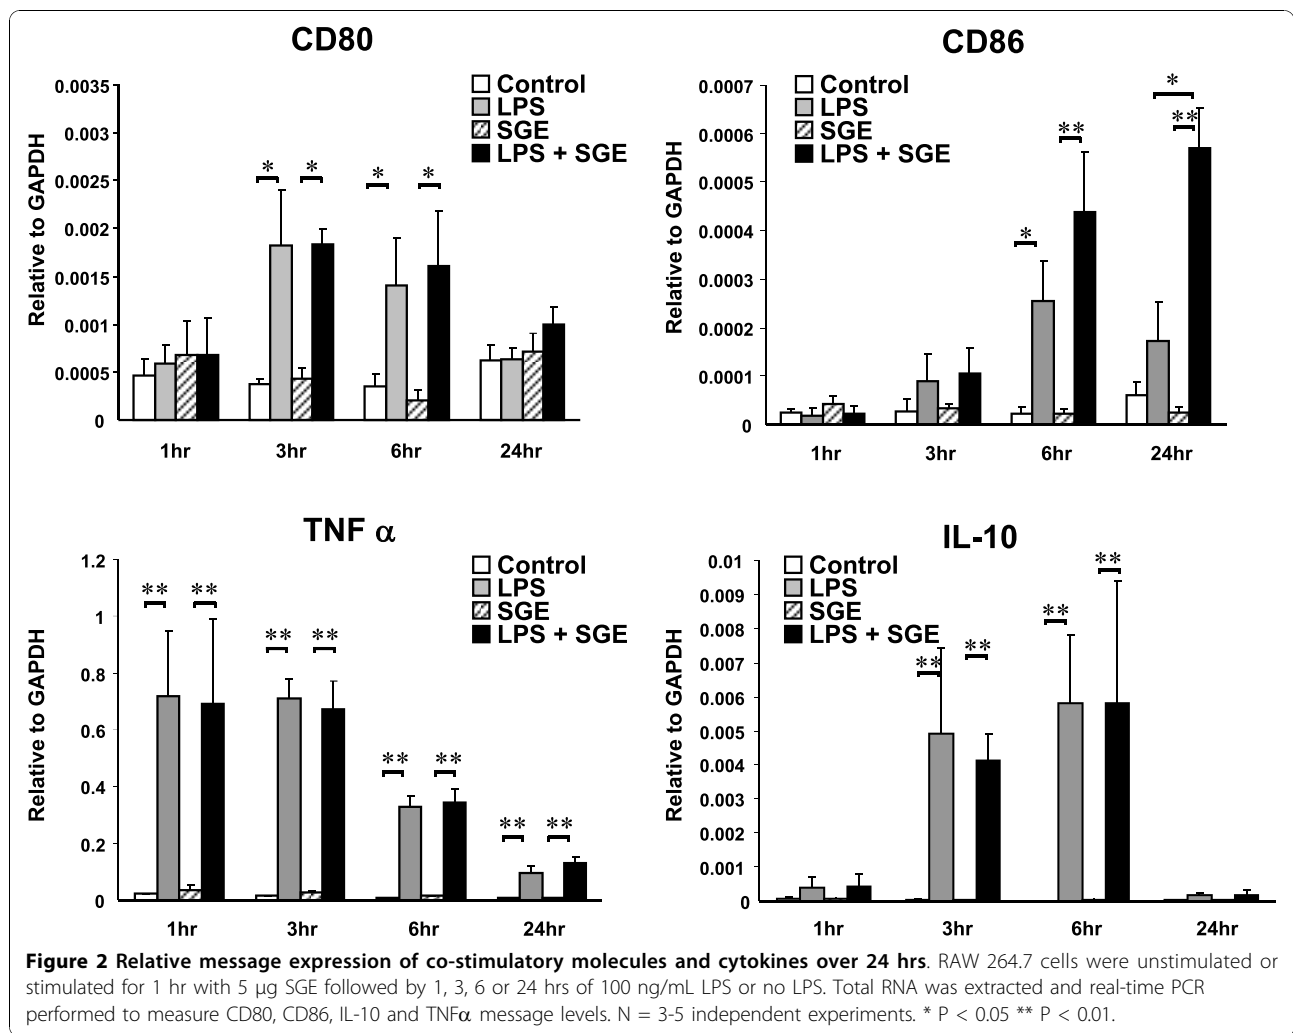 CD80
0.0035
0.003
0.0025
0.002
0.0015
0.001
0.0005
0
Relative to GAPDH
Control
LPS
SGE
LPS + SGE
* * * *
1hr 3hr 6hr 24hr
CD86
0.0007
0.0006
0.0005
0.0004
0.0003
0.0002
0.0001
0
Relative to GAPDH
Control
LPS
SGE
LPS + SGE
* ** * **
1hr 3hr 6hr 24hr
TNF α
1.2
1
0.8
0.6
0.4
0.2
0
Relative to GAPDH
Control
LPS
SGE
LPS + SGE
** ** ** ** ** ** ** **
1hr 3hr 6hr 24hr
IL-10
0.01
0.009
0.008
0.007
0.006
0.005
0.004
0.003
0.002
0.001
0
Relative to GAPDH
Control
LPS
SGE
LPS + SGE
** ** ** **
1hr 3hr 6hr 24hr
Figure 2 Relative message expression of co-stimulatory molecules and cytokines over 24 hrs. RAW 264.7 cells were unstimulated or
stimulated for 1 hr with 5 μg SGE followed by 1, 3, 6 or 24 hrs of 100 ng/mL LPS or no LPS. Total RNA was extracted and real-time PCR
performed to measure CD80, CD86, IL-10 and TNFα message levels. N = 3-5 independent experiments. * P < 0.05 ** P < 0.01.